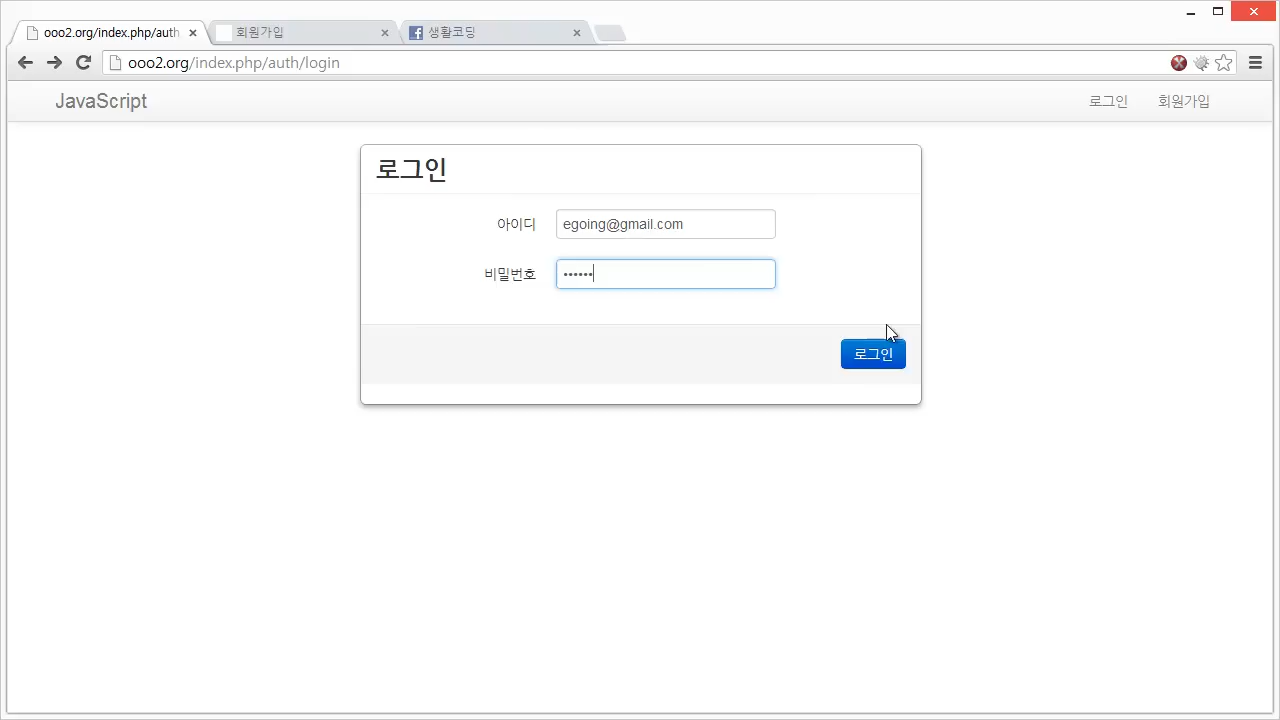 ooo2.org/index.php/auth
회원가입
생활코딩
ooo2.org/index.php/auth/login
JavaScript
로그인
회원가입
로그인
아이디
egoing@gmail.com
비밀번호
••••••
로그인